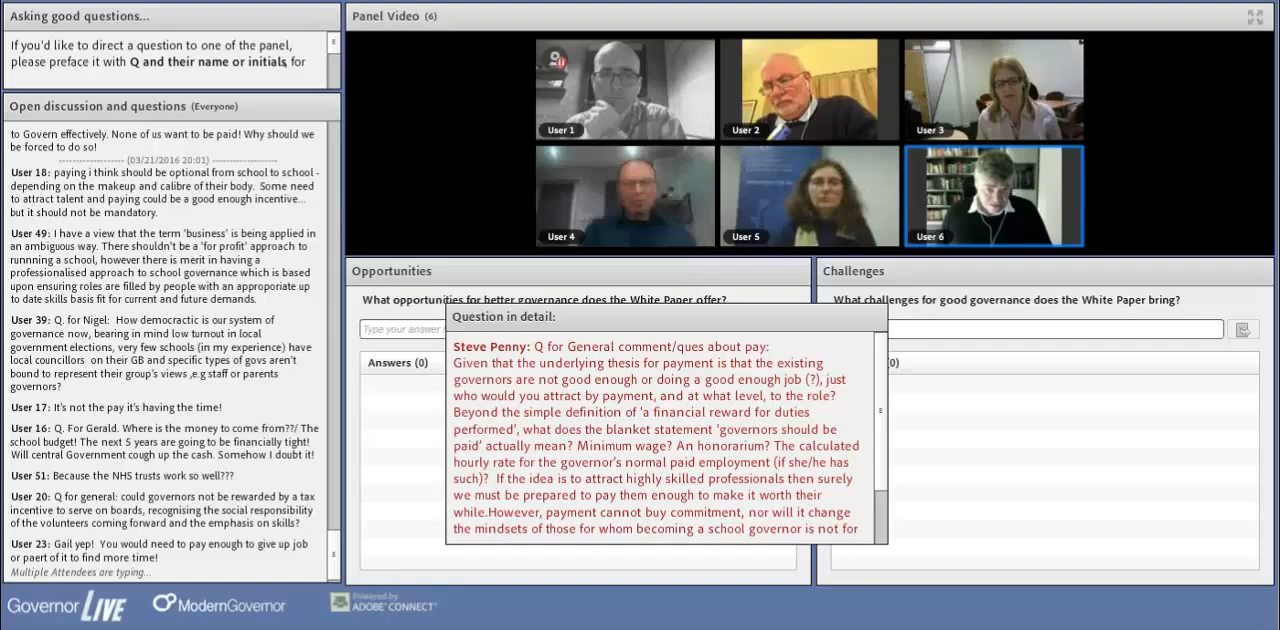 Asking good questions...
If you'd like to direct a question to one of the panel,
please preface it with Q and their name or initials, for
Open discussion and questions (Everyone)
to Govern effectively. None of us want to be paid! Why should we
be forced to do so!
-------------------- (03/21/2016 20:01) --------------------
User 18: paying i think should be optional from school to school -
depending on the makeup and calibre of their body. Some need
to attract talent and paying could be a good enough incentive...
but it should not be mandatory.
User 49: I have a view that the term 'business' is being applied in
an ambiguous way. There shouldn't be a 'for profit' approach to
runnning a school, however there is merit in having a
professionalised approach to school governance which is based
upon ensuring roles are filled by people with an apporopriate up
to date skills basis fit for current and future demands.
User 39: Q. for Nigel: How democtratic is our system of
governance now, bearing in mind low turnout in local
government elections, very few schools (in my experience) have
local councillors on their GB and specific types of govs aren't
bound to represent their group's views ,e.g staff or parents
governors?
User 17: It's not the pay it's having the time!
User 16: Q. For Gerald. Where is the money to come from??/ The
school budget! The next 5 years are going to be financially tight!
Will central Government cough up the cash. Somehow I doubt it!
User 51: Because the NHS trusts work so well???
User 20: Q for general: could governors not be rewarded by a tax
incentive to serve on boards, recognising the social responsibility
of the volunteers coming forward and the emphasis on skills?
User 23: Gail yep! You would need to pay enough to give up job
or paert of it to find more time!
Multiple Attendees are typing...
Panel Video (6)
User 1
User 2
User 3
User 4
User 5
User 6
Opportunities
What opportunities for better governance does the White Paper offer?
Type your answer
Answers (0)
Challenges
What challenges for good governance does the White Paper bring?
(0)
Question in detail:
Steve Penny: Q for General comment/ques about pay:
Given that the underlying thesis for payment is that the existing
governors are not good enough or doing a good enough job (?), just
who would you attract by payment, and at what level, to the role?
Beyond the simple definition of 'a financial reward for duties
performed', what does the blanket statement 'governors should be
paid' actually mean? Minimum wage? An honorarium? The calculated
hourly rate for the governor's normal paid employment (if she/he has
such)? If the idea is to attract highly skilled professionals then surely
we must be prepared to pay them enough to make it worth their
while.However, payment cannot buy commitment, nor will it change
the mindsets of those for whom becoming a school governor is not for
Governor LIVE
ModernGovernor
Powered by
ADOBE® CONNECT™